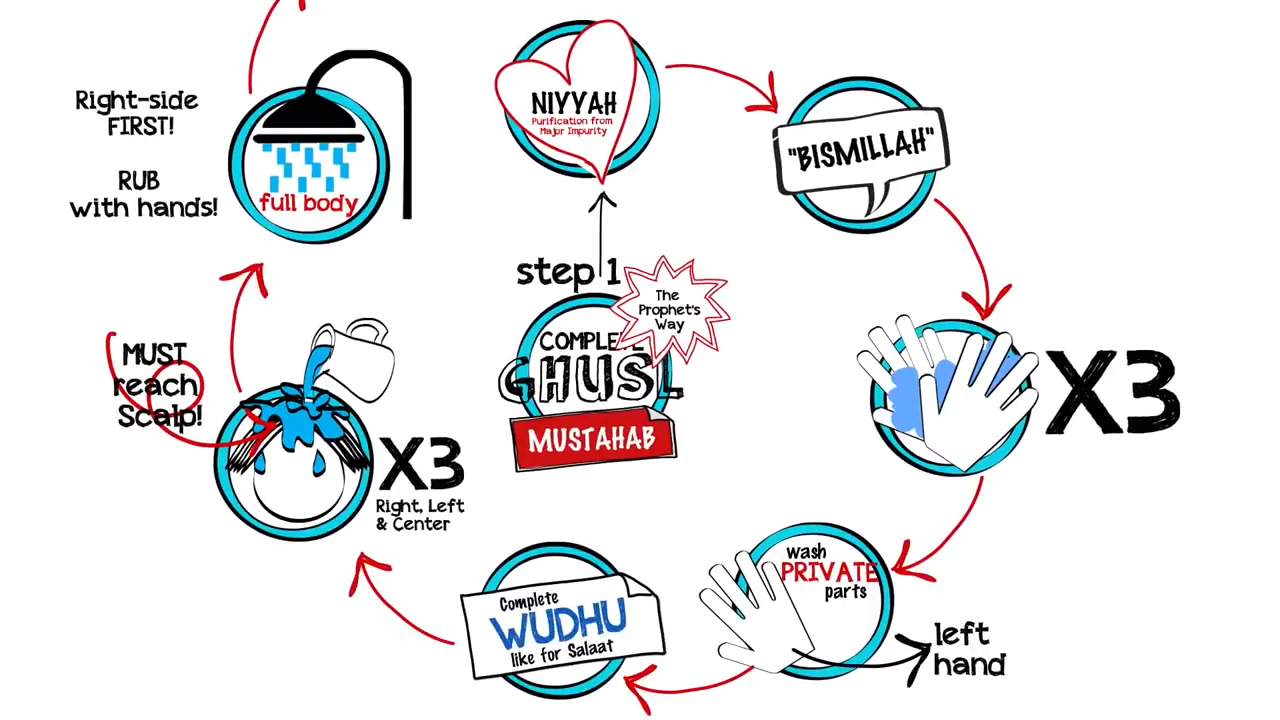 step 1
COMPLETE
GHUSL
MUSTAHAB
The
Prophet's
Way
NIYYAH
Purification from
Major Impurity
"BISMILLAH"
X3
wash
PRIVATE
parts
left
hand
Complete
WUDHU
like for Salaat
X3
Right, Left
& Center
MUST
reach
Scalp!
full body
Right-side
FIRST!
RUB
with hands!